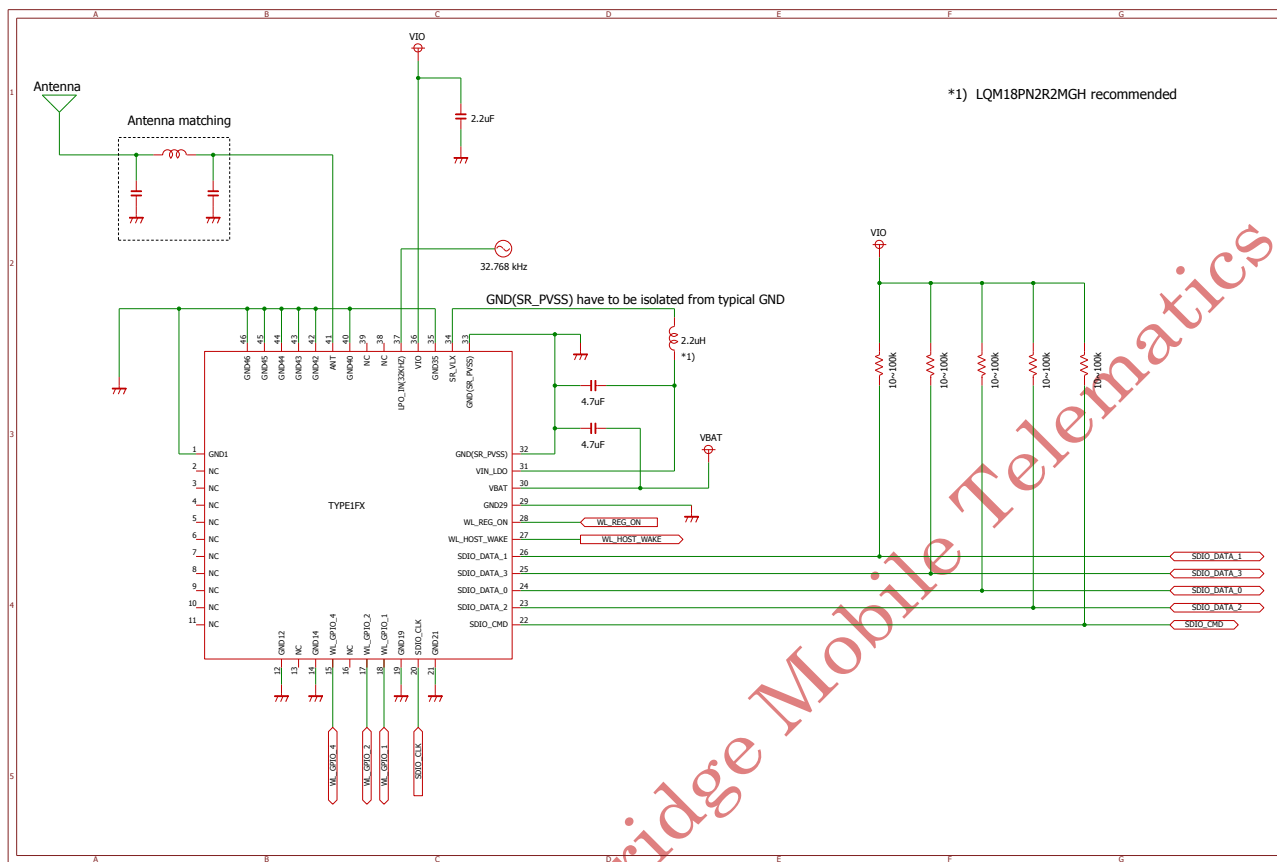 A B C D E F G
1
2
3
4
5
VIO
Antenna
*1) LQM18PN2R2MGH recommended
Antenna matching
2.2uF
VIO
32.768 kHz
GND(SR_PVSS) have to be isolated from typical GND
2.2uH
*1)
46 45 44 43 42 41 40 39 38 37 36 35 34 33
GND46
GND45
GND44
GND43
GND42
ANT
GND40
NC
NC
LPO_IN(32KHZ)
VIO
GND35
SR_VLX
GND(SR_PVSS)
10~100k
10~100k
10~100k
10~100k
10~100k
4.7uF
4.7uF
VBAT
1 GND1
2 NC
3 NC
4 NC
5 NC
6 NC
7 NC
8 NC
9 NC
10 NC
11 NC
TYPE1FX
GND(SR_PVSS) 32
VIN_LDO 31
VBAT 30
GND29 29
WL_REG_ON 28 WL_REG_ON
WL_HOST_WAKE 27 WL_HOST_WAKE
SDIO_DATA_1 26 SDIO_DATA_1
SDIO_DATA_3 25 SDIO_DATA_3
SDIO_DATA_0 24 SDIO_DATA_0
SDIO_DATA_2 23 SDIO_DATA_2
SDIO_CMD 22 SDIO_CMD
GND12
NC
GND14
WL_GPIO_4
NC
WL_GPIO_2
WL_GPIO_1
GND19
SDIO_CLK
GND21
12 13 14 15 16 17 18 19 20 21
WL_GPIO_4
WL_GPIO_2
WL_GPIO_1
SDIO_CLK
ridge Mobile Telematics
A B C D E F G